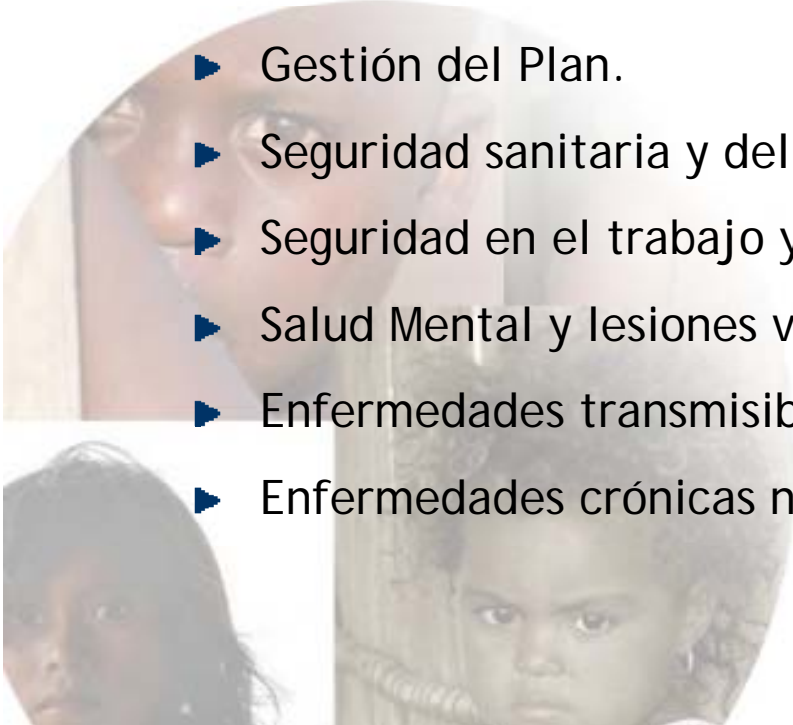 Gestión del Plan.
Seguridad sanitaria y del
Seguridad en el trabajo y
Salud Mental y lesiones v
Enfermedades transmisib
Enfermedades crónicas n